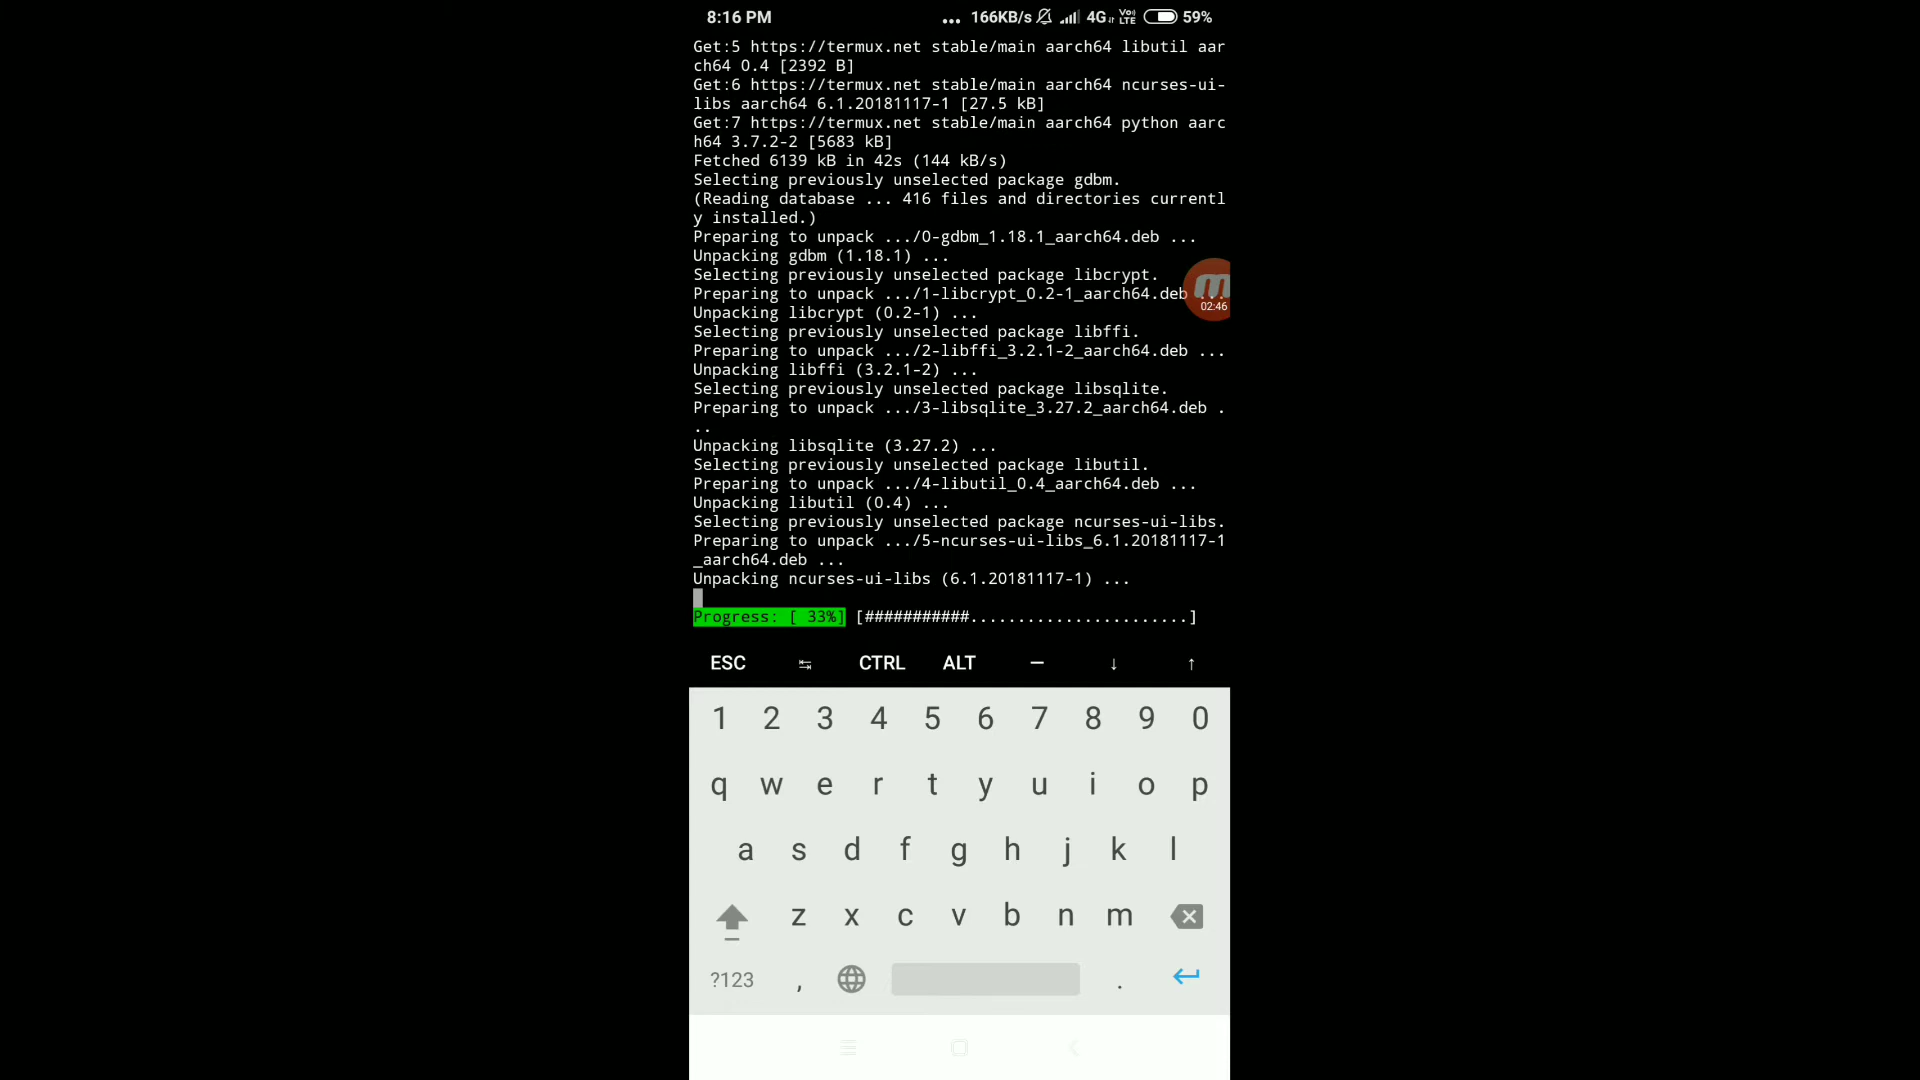 8:16 PM ... 166KB/s 4G Vo) LTE 59%
Get:5 https://termux.net stable/main aarch64 libutil aar
ch64 0.4 [2392 B]
Get:6 https://termux.net stable/main aarch64 ncurses-ui-
libs aarch64 6.1.20181117-1 [27.5 kB]
Get:7 https://termux.net stable/main aarch64 python aarc
h64 3.7.2-2 [5683 kB]
Fetched 6139 kB in 42s (144 kB/s)
Selecting previously unselected package gdbm.
(Reading database ... 416 files and directories currentl
y installed.)
Preparing to unpack .../0-gdbm_1.18.1_aarch64.deb ...
Unpacking gdbm (1.18.1) ...
Selecting previously unselected package libcrypt.
Preparing to unpack .../1-libcrypt_0.2-1_aarch64.deb ...
02:46
Unpacking libcrypt (0.2-1) ...
Selecting previously unselected package libffi.
Preparing to unpack .../2-libffi_3.2.1-2_aarch64.deb ...
Unpacking libffi (3.2.1-2) ...
Selecting previously unselected package libsqlite.
Preparing to unpack .../3-libsqlite_3.27.2_aarch64.deb .
..
Unpacking libsqlite (3.27.2) ...
Selecting previously unselected package libutil.
Preparing to unpack .../4-libutil_0.4_aarch64.deb ...
Unpacking libutil (0.4) ...
Selecting previously unselected package ncurses-ui-libs.
Preparing to unpack .../5-ncurses-ui-libs_6.1.20181117-1
_aarch64.deb ...
Unpacking ncurses-ui-libs (6.1.20181117-1) ...
Progress: [ 33%] [###########.......................]
ESC ↹ CTRL ALT — ↓ ↑
1 2 3 4 5 6 7 8 9 0
q w e r t y u i o p
a s d f g h j k l
z x c v b n m
?123 , .